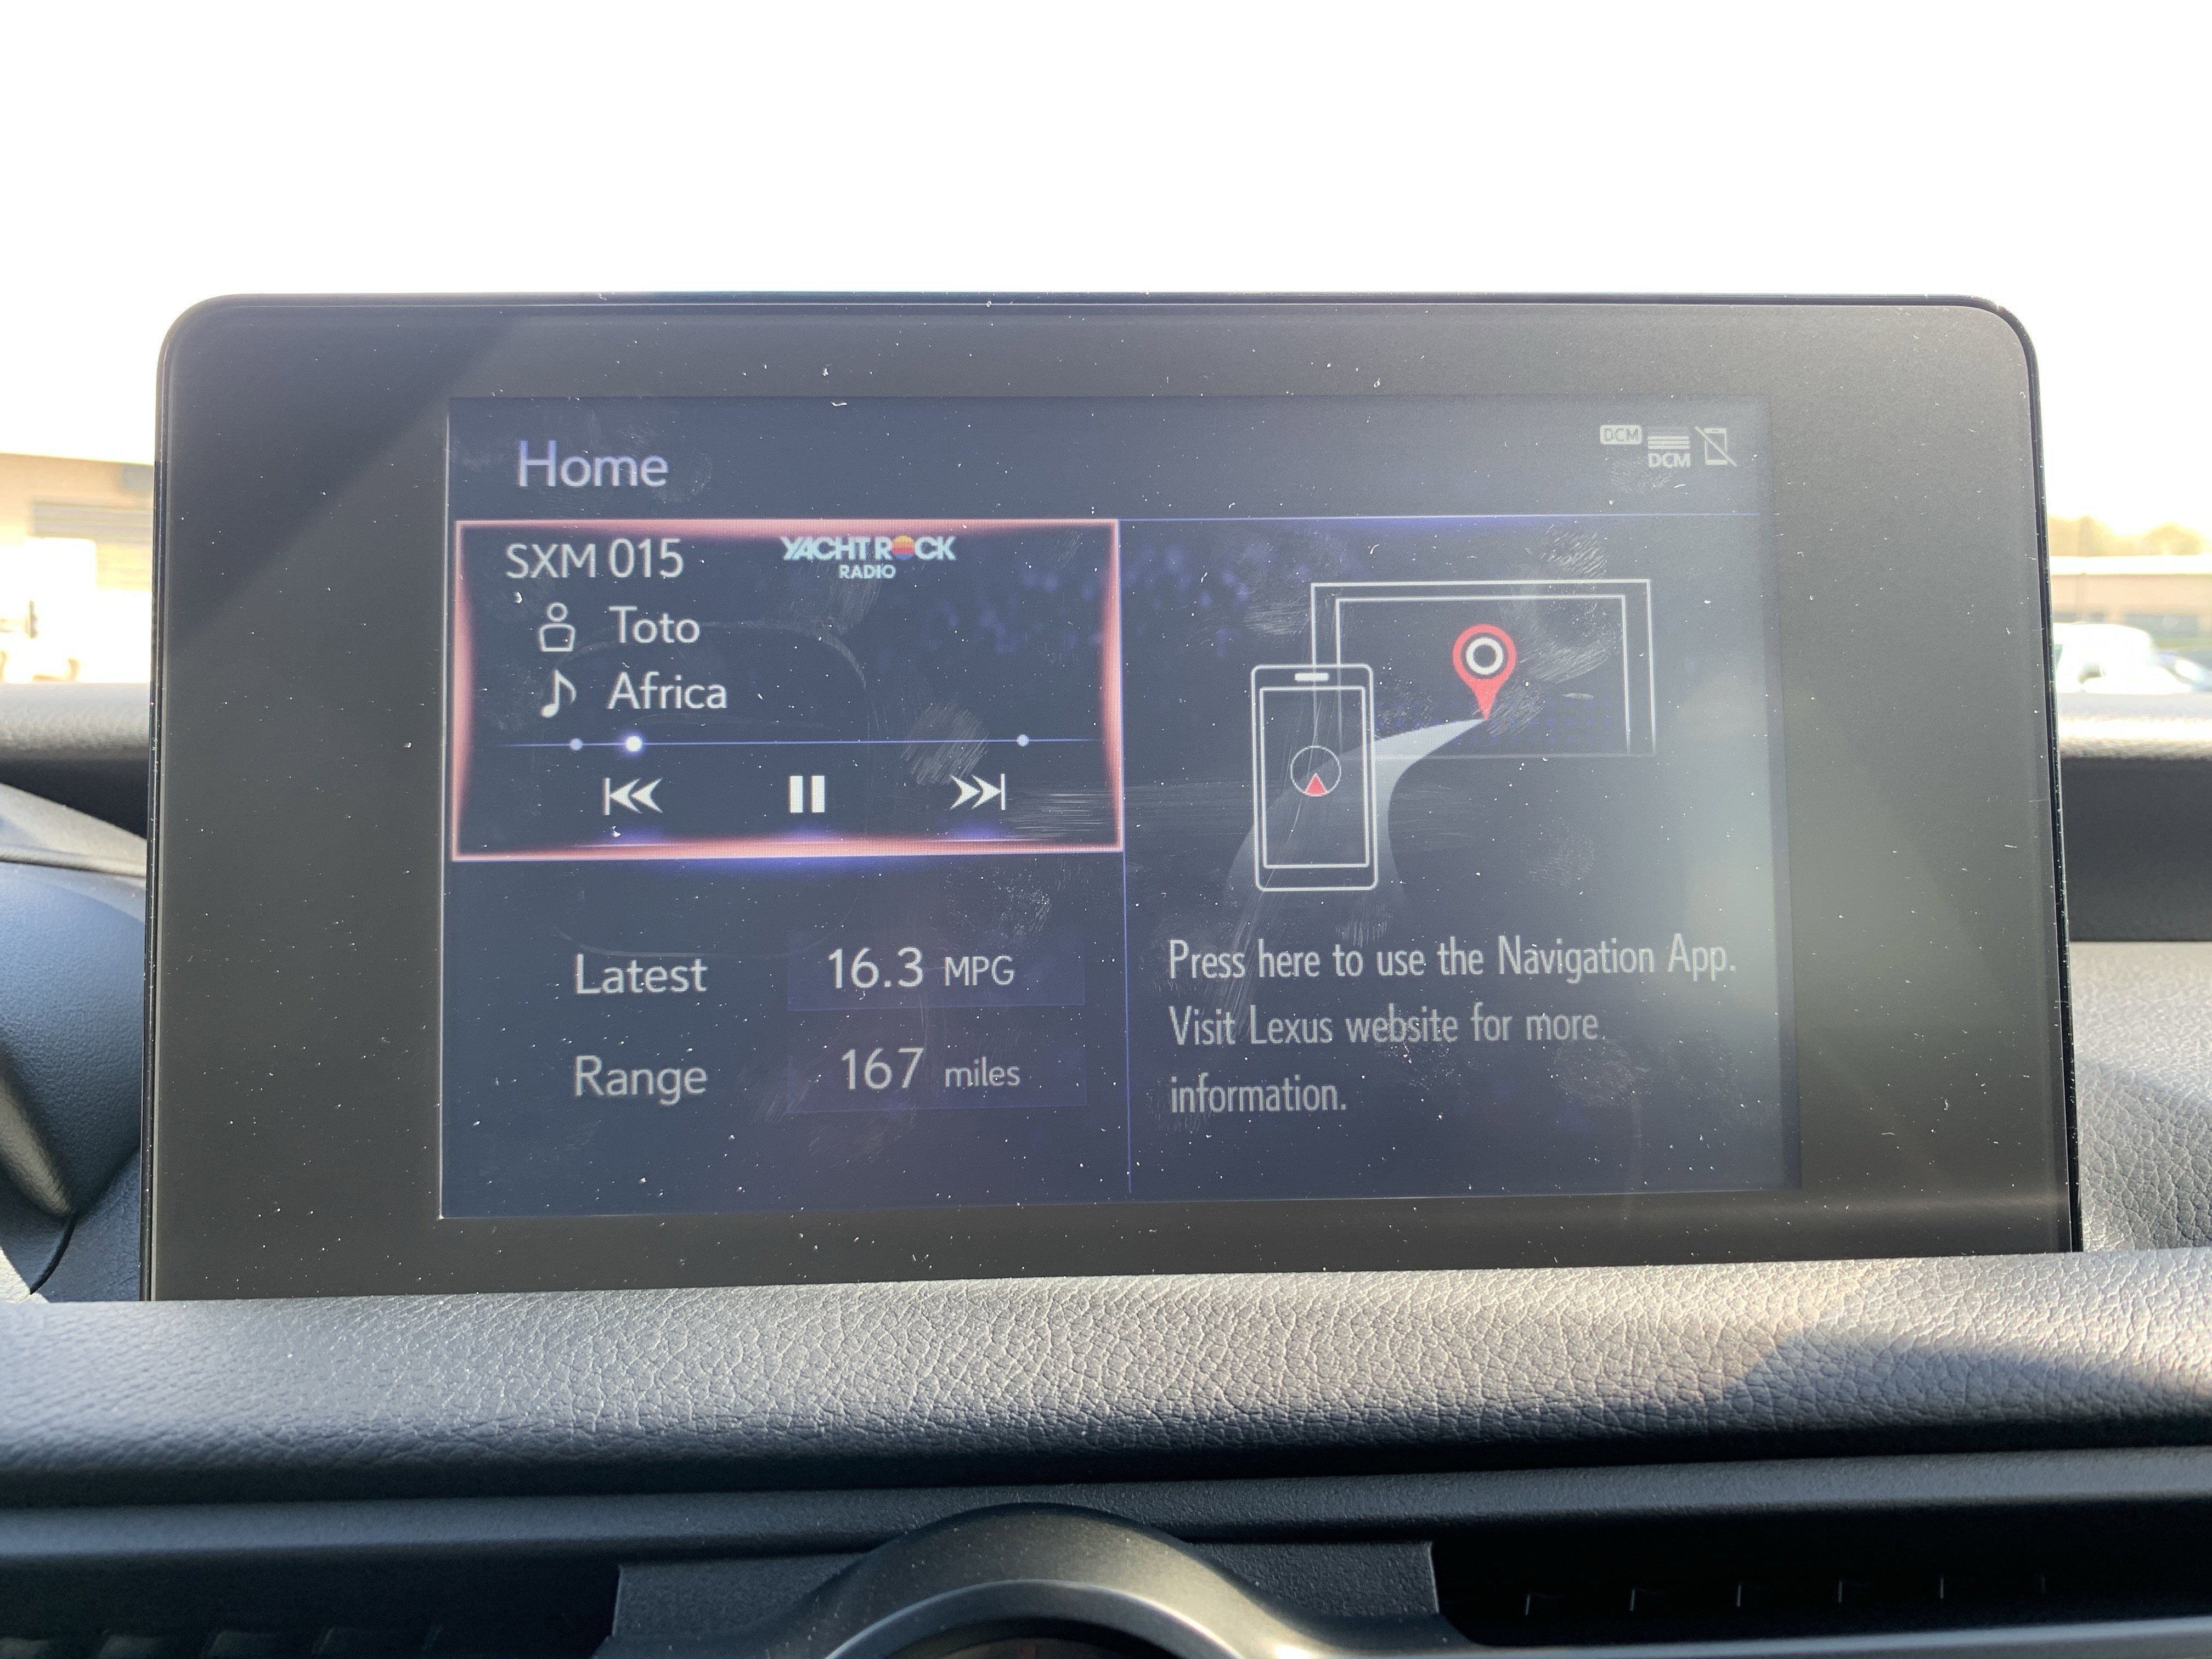 Home
DCM
DCM
SXM 015
YACHT ROCK
RADIO
Toto
Africa
Latest 16.3 MPG
Range 167 miles
Press here to use the Navigation App.
Visit Lexus website for more
information.